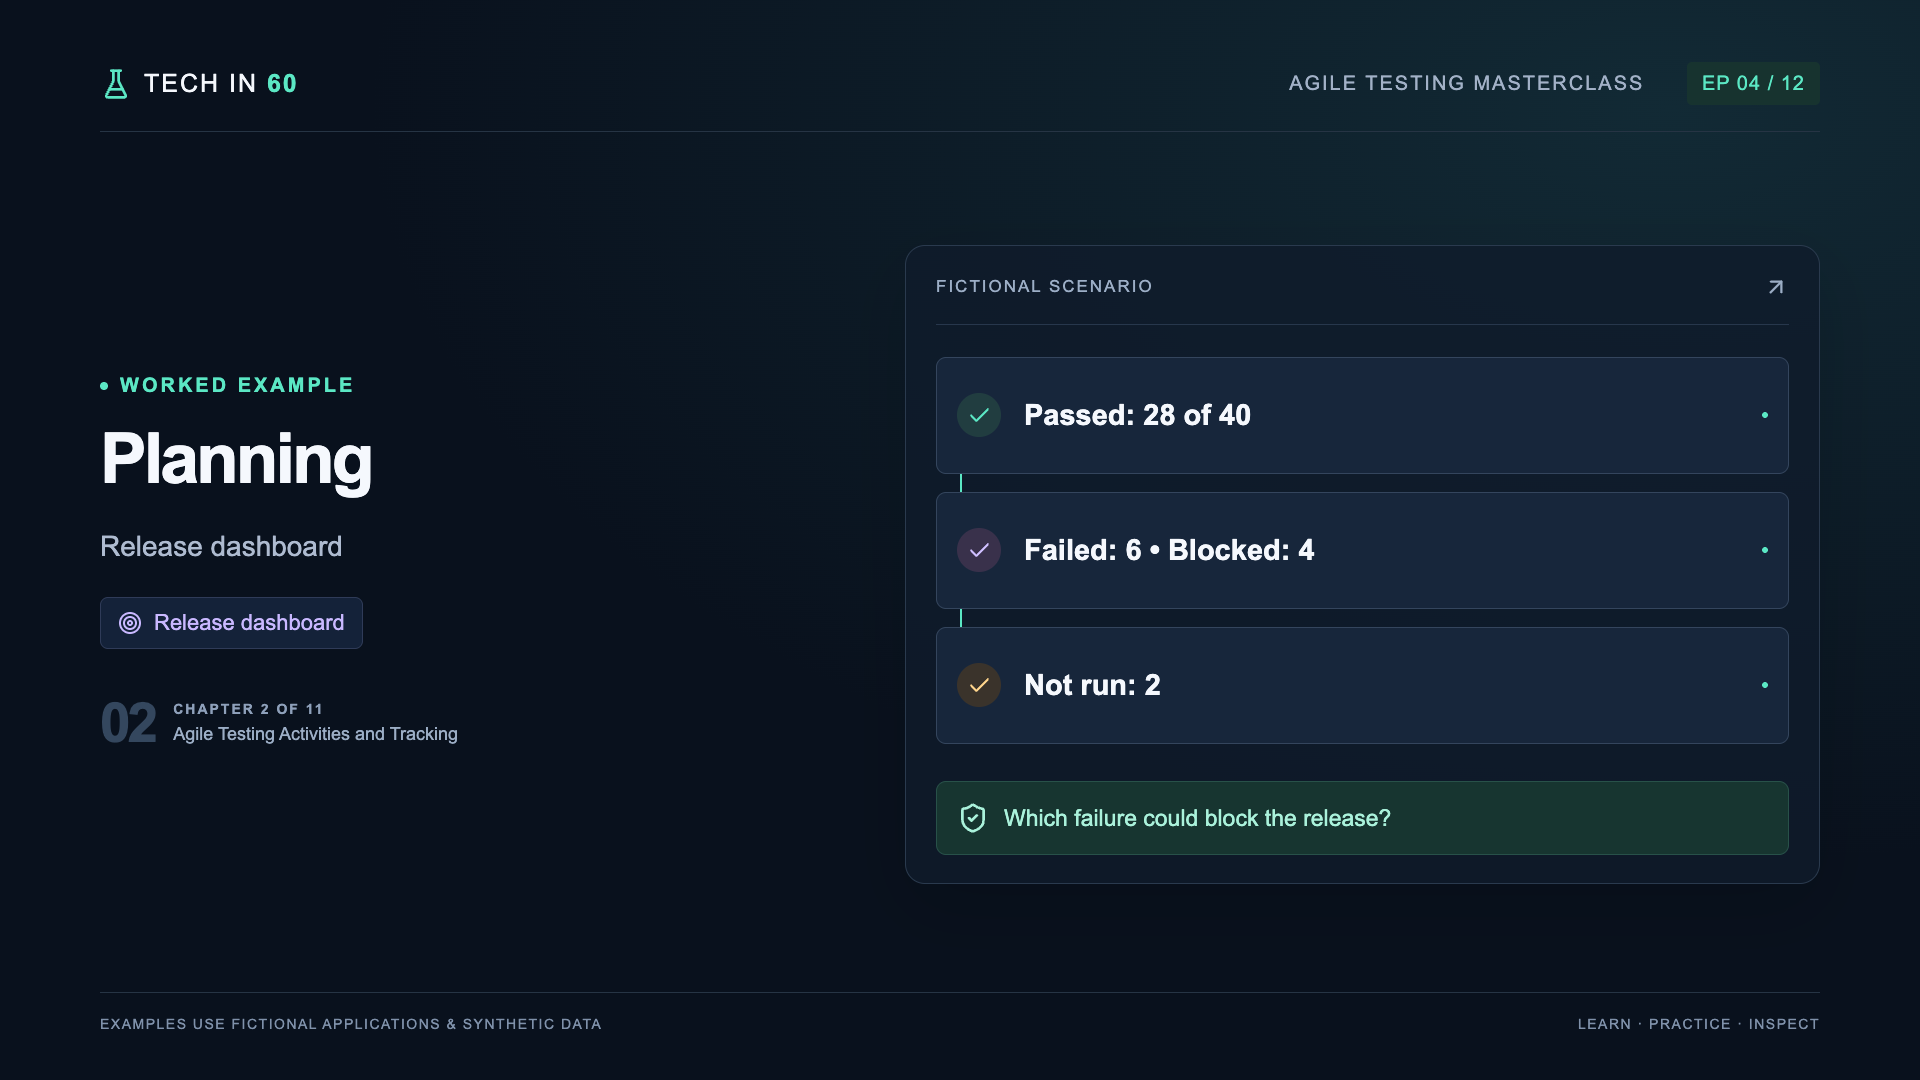 TECH IN 60
AGILE TESTING MASTERCLASS
EP 04 / 12
• WORKED EXAMPLE
Planning
Release dashboard
Release dashboard
02
CHAPTER 2 OF 11
Agile Testing Activities and Tracking
FICTIONAL SCENARIO
Passed: 28 of 40
Failed: 6 • Blocked: 4
Not run: 2
Which failure could block the release?
EXAMPLES USE FICTIONAL APPLICATIONS & SYNTHETIC DATA
LEARN · PRACTICE · INSPECT